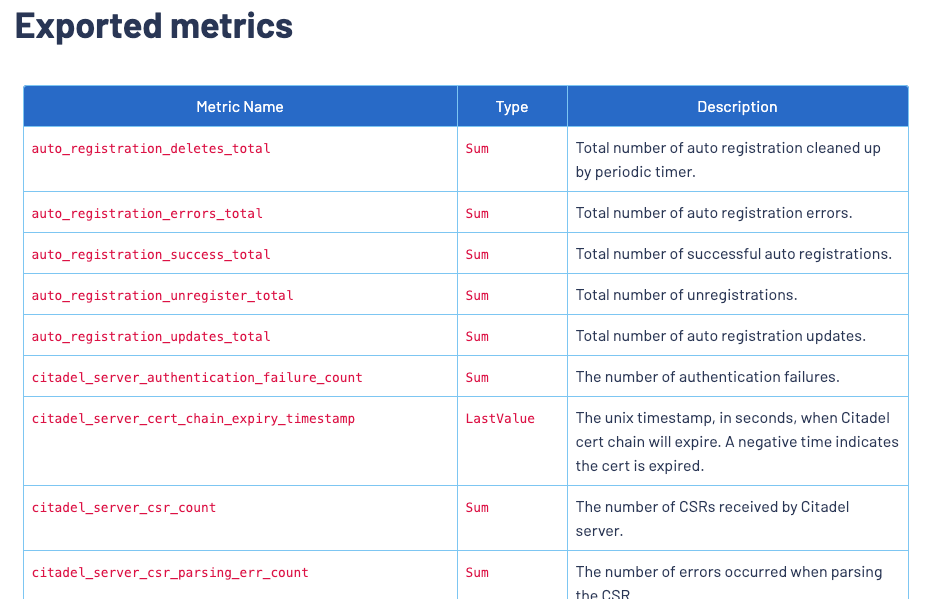 Exported metrics
Metric Name Type Description
auto_registration_deletes_total Sum Total number of auto registration cleaned up
by periodic timer.
auto_registration_errors_total Sum Total number of auto registration errors.
auto_registration_success_total Sum Total number of successful auto registrations.
auto_registration_unregister_total Sum Total number of unregistrations.
auto_registration_updates_total Sum Total number of auto registration updates.
citadel_server_authentication_failure_count Sum The number of authentication failures.
citadel_server_cert_chain_expiry_timestamp LastValue The unix timestamp, in seconds, when Citadel
cert chain will expire. A negative time indicates
the cert is expired.
citadel_server_csr_count Sum The number of CSRs received by Citadel
server.
citadel_server_csr_parsing_err_count Sum The number of errors occurred when parsing
the CSR